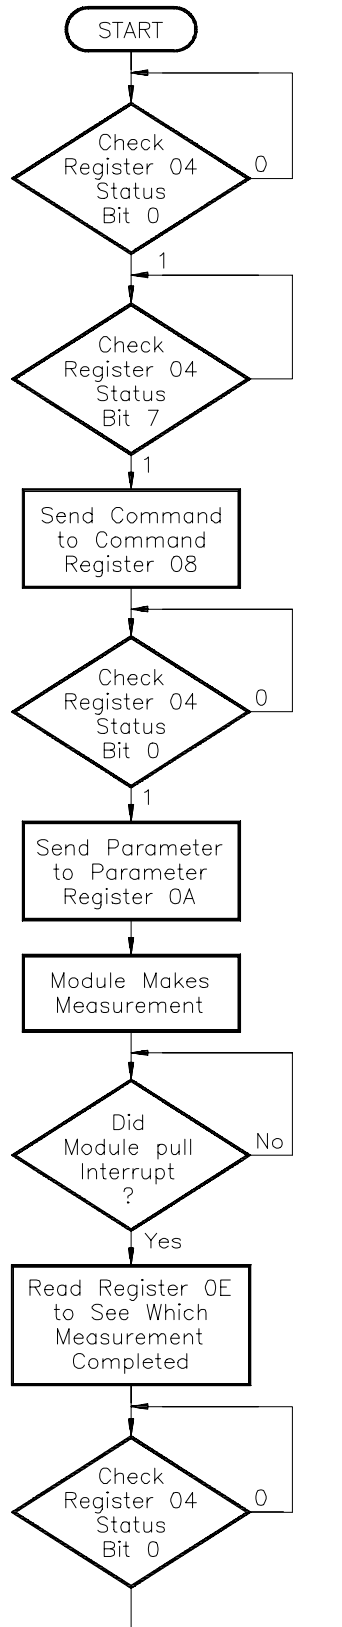 START
Check
Register 04
Status
Bit 0
0
1
Check
Register 04
Status
Bit 7
1
Send Command
to Command
Register 08
Check
Register 04
Status
Bit 0
0
1
Send Parameter
to Parameter
Register 0A
Module Makes
Measurement
Did
Module pull
Interrupt
?
No
Yes
Read Register 0E
to See Which
Measurement
Completed
Check
Register 04
Status
Bit 0
0